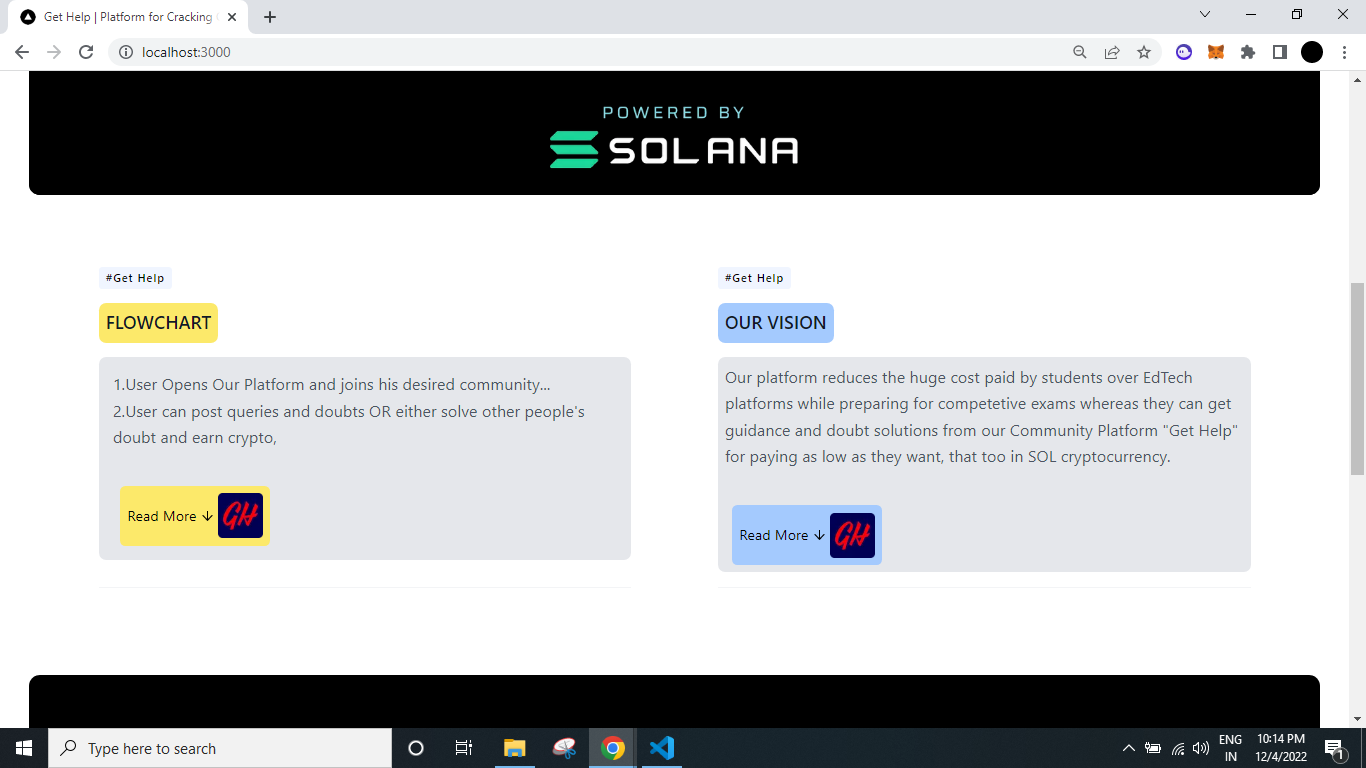 Get Help | Platform for Cracking
localhost:3000
POWERED BY
SOLANA
#Get Help
FLOWCHART
1.User Opens Our Platform and joins his desired community...
2.User can post queries and doubts OR either solve other people's
doubt and earn crypto,
Read More ↓ GH
#Get Help
OUR VISION
Our platform reduces the huge cost paid by students over EdTech
platforms while preparing for competetive exams whereas they can get
guidance and doubt solutions from our Community Platform "Get Help"
for paying as low as they want, that too in SOL cryptocurrency.
Read More ↓ GH
Type here to search
ENG
IN
10:14 PM
12/4/2022
1